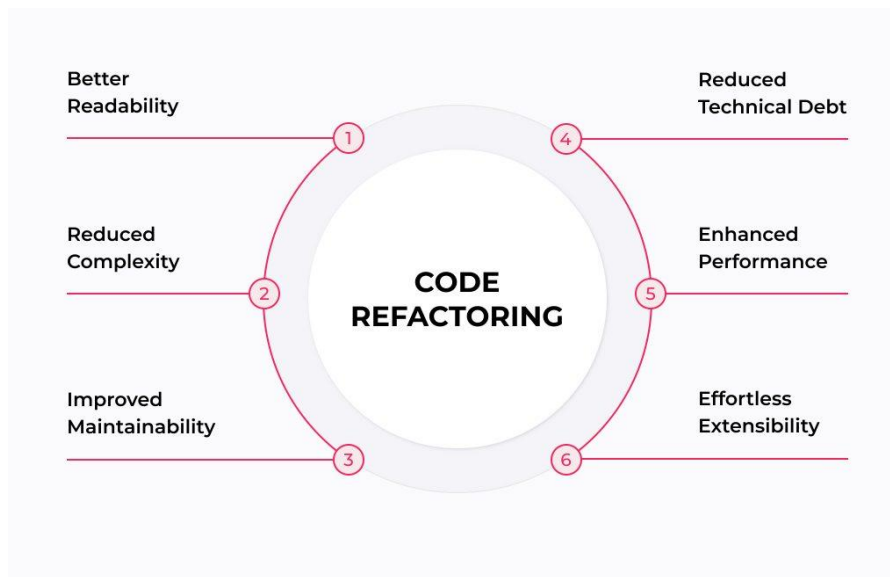 Better
Readability
1
Reduced
Complexity
2
Improved
Maintainability
3
CODE
REFACTORING
Reduced
Technical Debt
4
Enhanced
Performance
5
Effortless
Extensibility
6